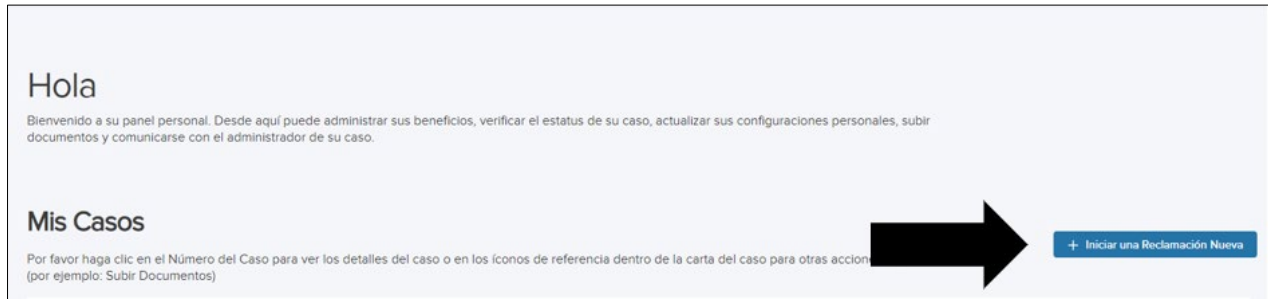 Hola
Bienvenido a su panel personal. Desde aquí puede administrar sus beneficios, verificar el estatus de su caso, actualizar sus configuraciones personales, subir
documentos y comunicarse con el administrador de su caso.
Mis Casos
+ Iniciar una Reclamación Nueva
Por favor haga clic en el Número del Caso para ver los detalles del caso o en los íconos de referencia dentro de la carta del caso para otras
(por ejemplo: Subir Documentos)